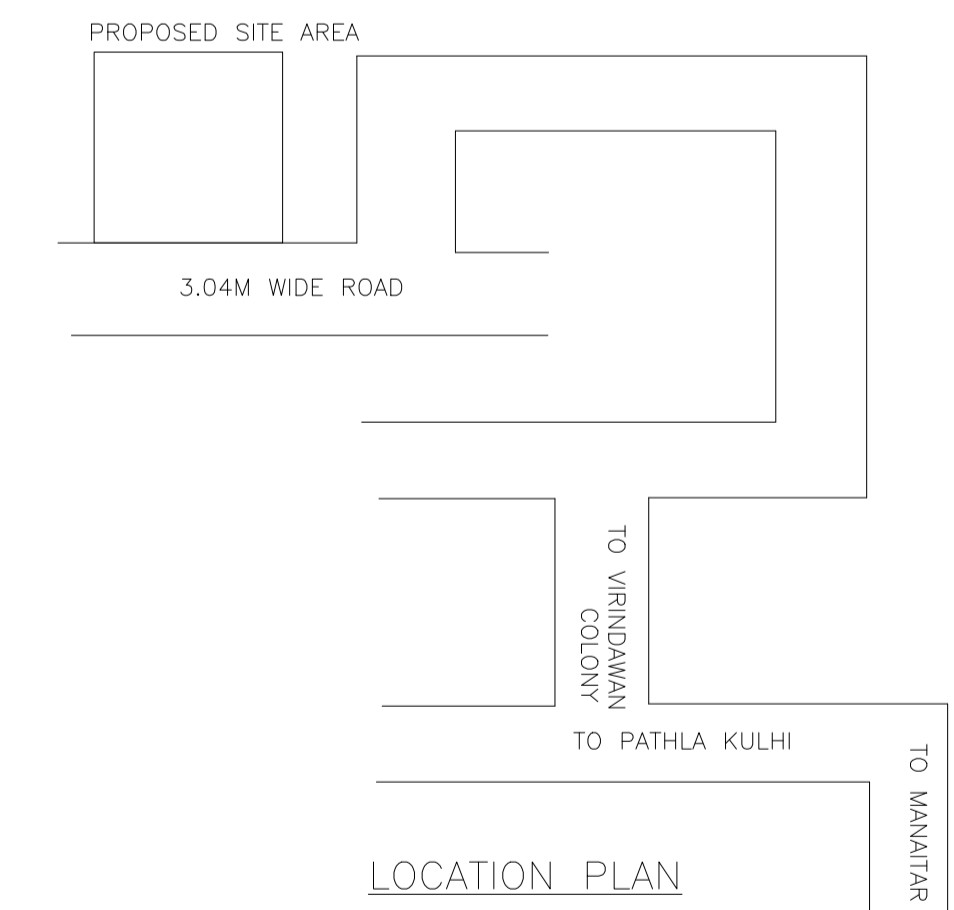 PROPOSED SITE AREA
3.04M WIDE ROAD
TO VIRINDAWAN
COLONY
TO PATHLA KULHI
TO MANAITAR
LOCATION PLAN